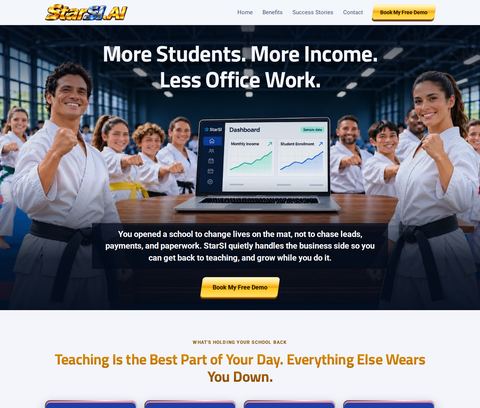 StarSI.AI
Home Benefits Success Stories Contact Book My Free Demo
More Students. More Income.
Less Office Work.
StarSI
Dashboard
Sample data
Monthly income
Student Enrollment
You opened a school to change lives on the mat, not to chase leads,
payments, and paperwork. StarSI quietly handles the business side so you
can get back to teaching, and grow while you do it.
Book My Free Demo
WHAT'S HOLDING YOUR SCHOOL BACK
Teaching Is the Best Part of Your Day. Everything Else Wears
You Down.